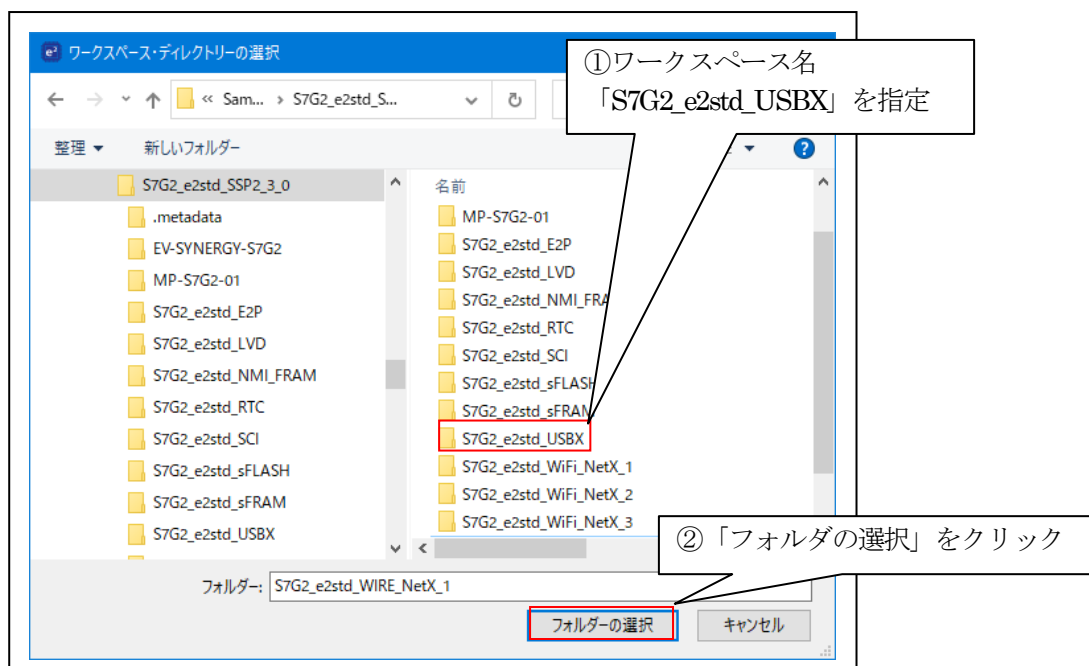 ワークスペース・ディレクトリーの選択
①ワークスペース名
「S7G2_e2std_USBX」を指定
« Sam... › S7G2_e2std_S...
整理 ▼ 新しいフォルダー
S7G2_e2std_SSP2_3_0
.metadata
EV-SYNERGY-S7G2
MP-S7G2-01
S7G2_e2std_E2P
S7G2_e2std_LVD
S7G2_e2std_NMI_FRAM
S7G2_e2std_RTC
S7G2_e2std_SCI
S7G2_e2std_sFLASH
S7G2_e2std_sFRAM
S7G2_e2std_USBX
名前
MP-S7G2-01
S7G2_e2std_E2P
S7G2_e2std_LVD
S7G2_e2std_NMI_FRA
S7G2_e2std_RTC
S7G2_e2std_SCI
S7G2_e2std_sFLASH
S7G2_e2std_sFRAM
S7G2_e2std_USBX
S7G2_e2std_WiFi_NetX_1
S7G2_e2std_WiFi_NetX_2
S7G2_e2std_WiFi_NetX_3
②「フォルダの選択」をクリック
フォルダー: S7G2_e2std_WIRE_NetX_1
フォルダーの選択 キャンセル